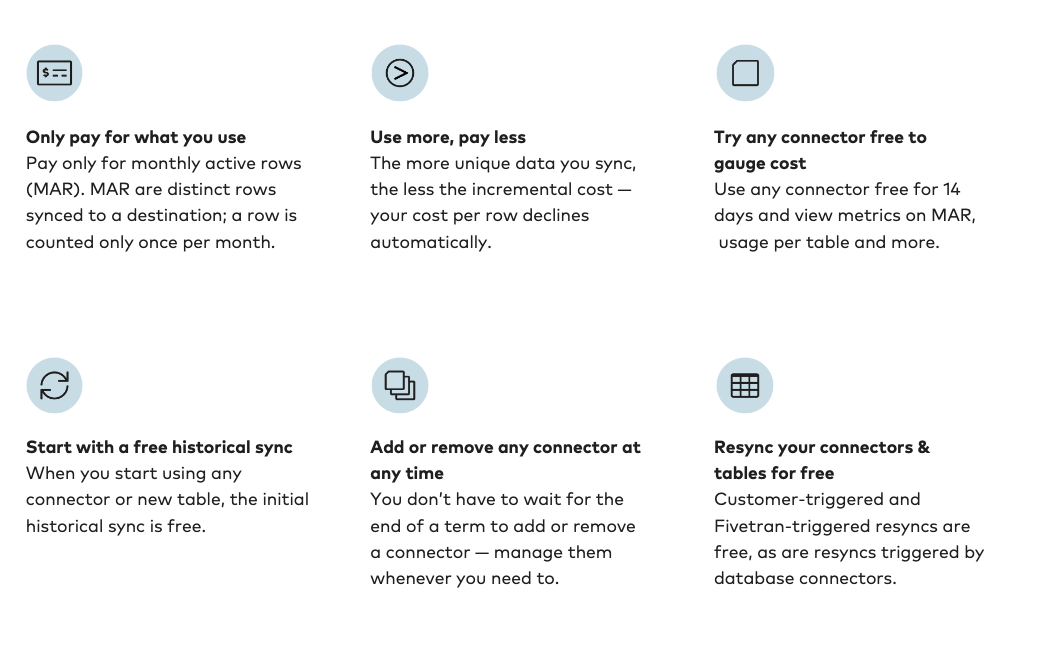 Only pay for what you use
Pay only for monthly active rows
(MAR). MAR are distinct rows
synced to a destination; a row is
counted only once per month.
Use more, pay less
The more unique data you sync,
the less the incremental cost —
your cost per row declines
automatically.
Try any connector free to
gauge cost
Use any connector free for 14
days and view metrics on MAR,
usage per table and more.
Start with a free historical sync
When you start using any
connector or new table, the initial
historical sync is free.
Add or remove any connector at
any time
You don’t have to wait for the
end of a term to add or remove
a connector — manage them
whenever you need to.
Resync your connectors &
tables for free
Customer-triggered and
Fivetran-triggered resyncs are
free, as are resyncs triggered by
database connectors.